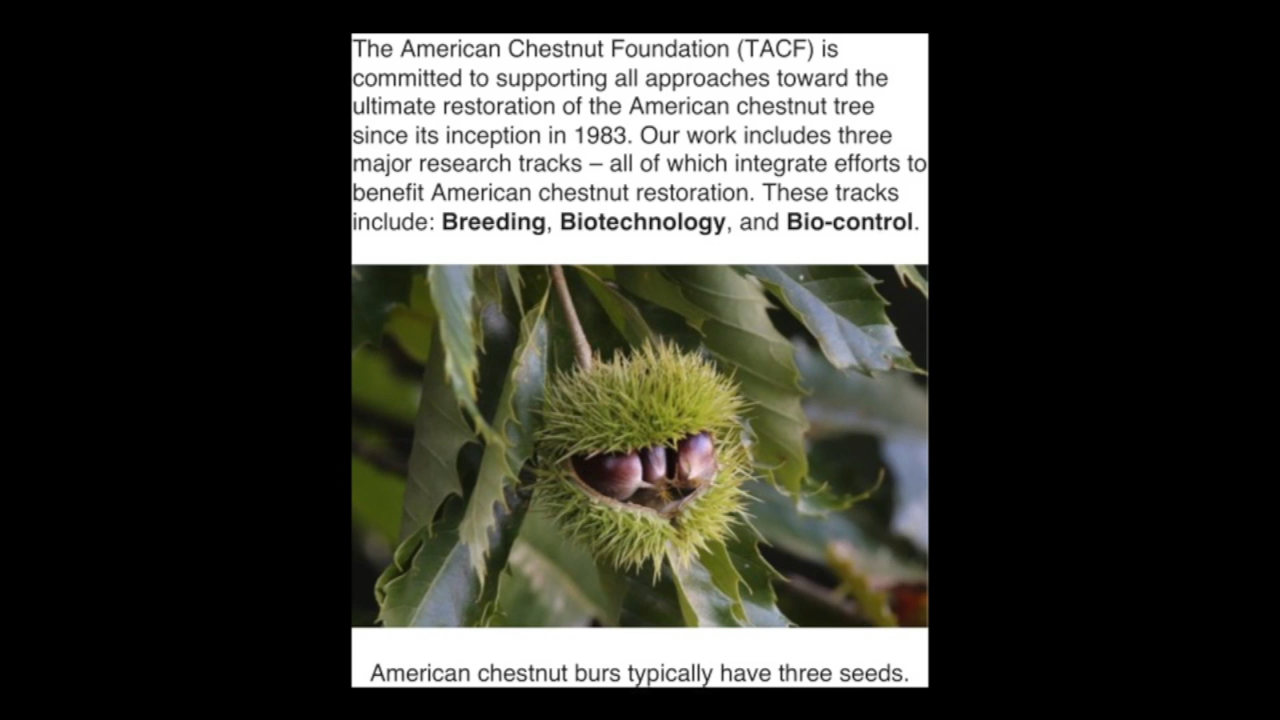 The American Chestnut Foundation (TACF) is
committed to supporting all approaches toward the
ultimate restoration of the American chestnut tree
since its inception in 1983. Our work includes three
major research tracks – all of which integrate efforts to
benefit American chestnut restoration. These tracks
include: Breeding, Biotechnology, and Bio-control.
American chestnut burs typically have three seeds.